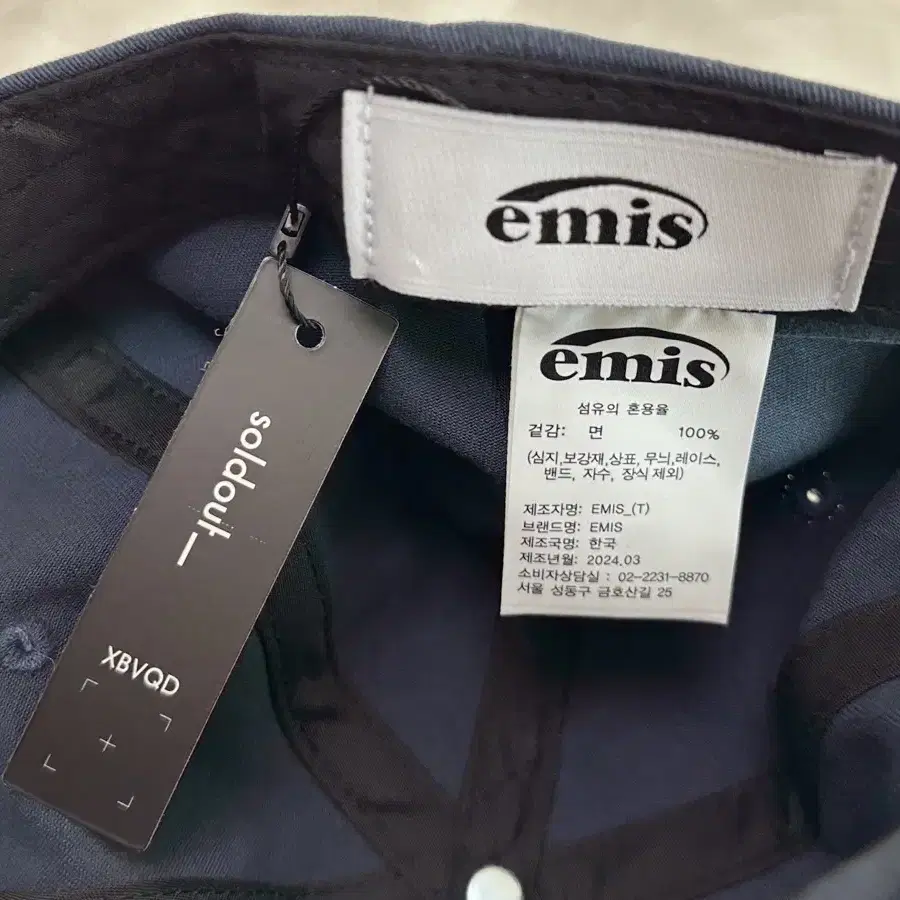 emis
emis
섬유의 혼용율
겉감: 면 100%
(심지,보강재,상표, 무늬,레이스,
밴드, 자수, 장식 제외)
제조자명: EMIS_(T)
브랜드명: EMIS
제조국명: 한국
제조년월: 2024.03
소비자상담실 : 02-2231-8870
서울 성동구 금호산길 25
soldout_
XBVQD